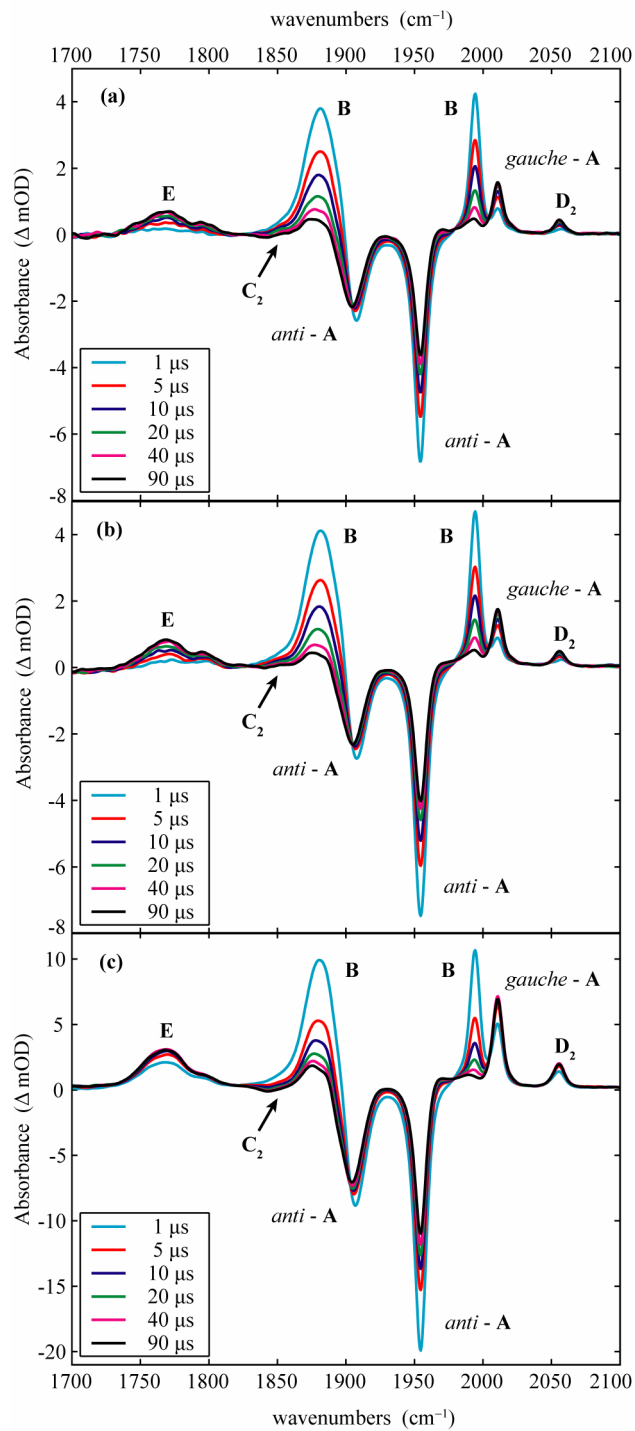 wavenumbers (cm⁻¹)
1700 1750 1800 1850 1900 1950 2000 2050 2100
(a)
Absorbance (Δ mOD)
4
2
0
-2
-4
-6
-8
E
B
B
gauche - A
D₂
C₂
anti - A
anti - A
1 μs
5 μs
10 μs
20 μs
40 μs
90 μs
(b)
Absorbance (Δ mOD)
4
2
0
-2
-4
-6
-8
E
B
B
gauche - A
D₂
C₂
anti - A
anti - A
1 μs
5 μs
10 μs
20 μs
40 μs
90 μs
(c)
Absorbance (Δ mOD)
10
5
0
-5
-10
-15
-20
E
B
B
gauche - A
D₂
C₂
anti - A
anti - A
1 μs
5 μs
10 μs
20 μs
40 μs
90 μs
1700 1750 1800 1850 1900 1950 2000 2050 2100
wavenumbers (cm⁻¹)